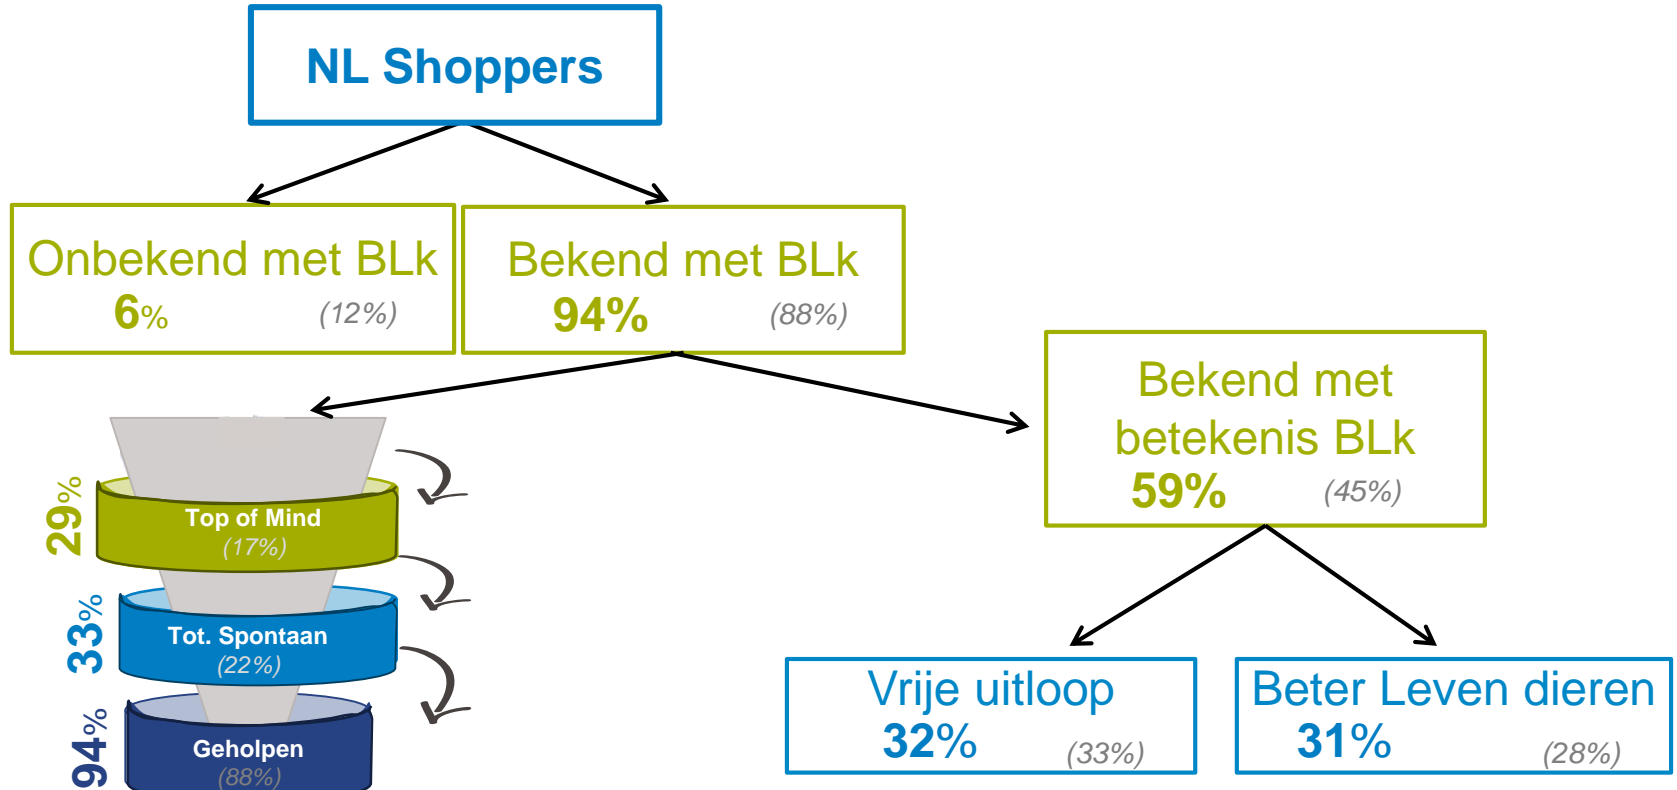 NL Shoppers
Onbekend met BLk
6% (12%)
Bekend met BLk
94% (88%)
Bekend met
betekenis BLk
59% (45%)
29%
Top of Mind
(17%)
33%
Tot. Spontaan
(22%)
94%
Geholpen
(88%)
Vrije uitloop
32% (33%)
Beter Leven dieren
31% (28%)